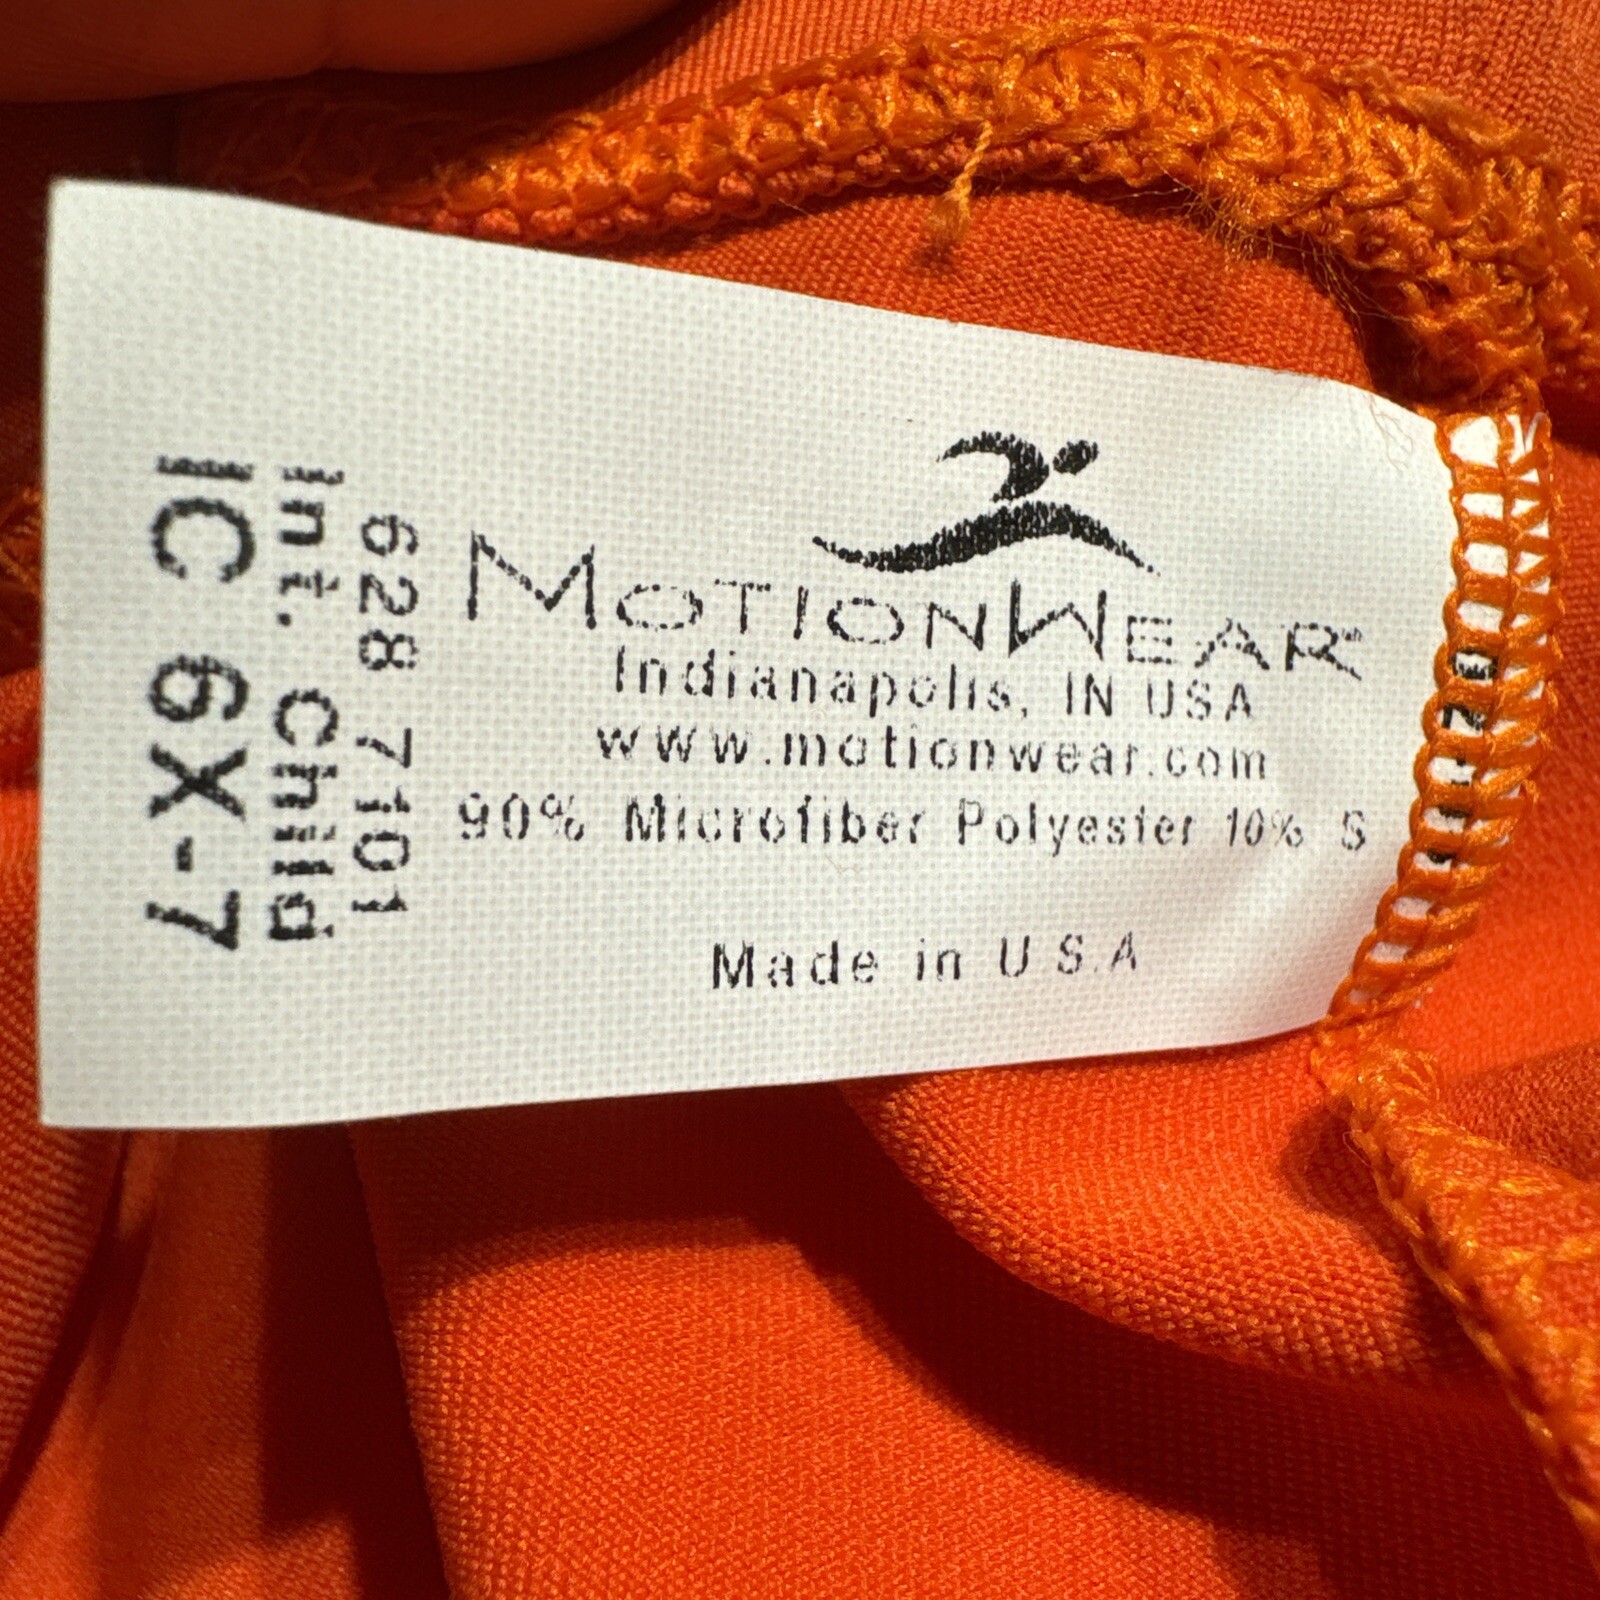 MOTIONWEAR
Indianapolis, IN USA
www.motionwear.com
90% Microfiber Polyester 10% S
Made in U.S.A
628 7101
Int. Child
IC 6X-7